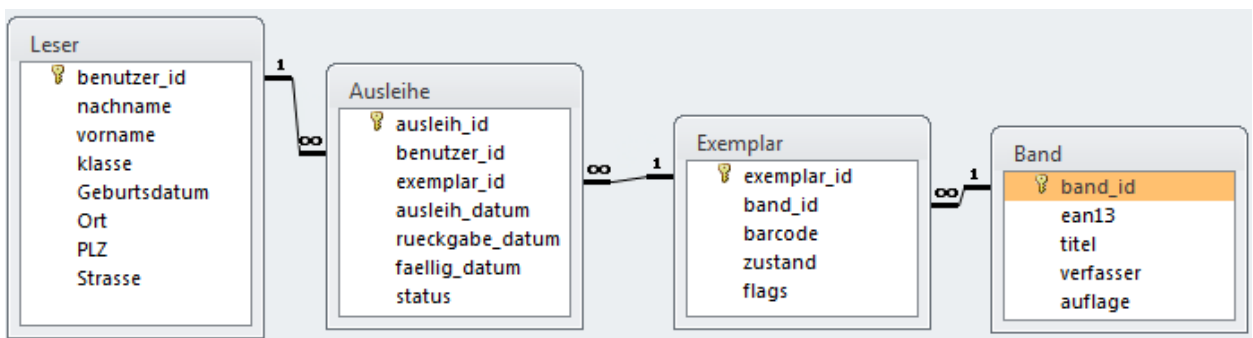 Leser
benutzer_id
nachname
vorname
klasse
Geburtsdatum
Ort
PLZ
Strasse
1
∞
Ausleihe
ausleih_id
benutzer_id
exemplar_id
ausleih_datum
rueckgabe_datum
faellig_datum
status
∞
1
Exemplar
exemplar_id
band_id
barcode
zustand
flags
∞
1
Band
band_id
ean13
titel
verfasser
auflage